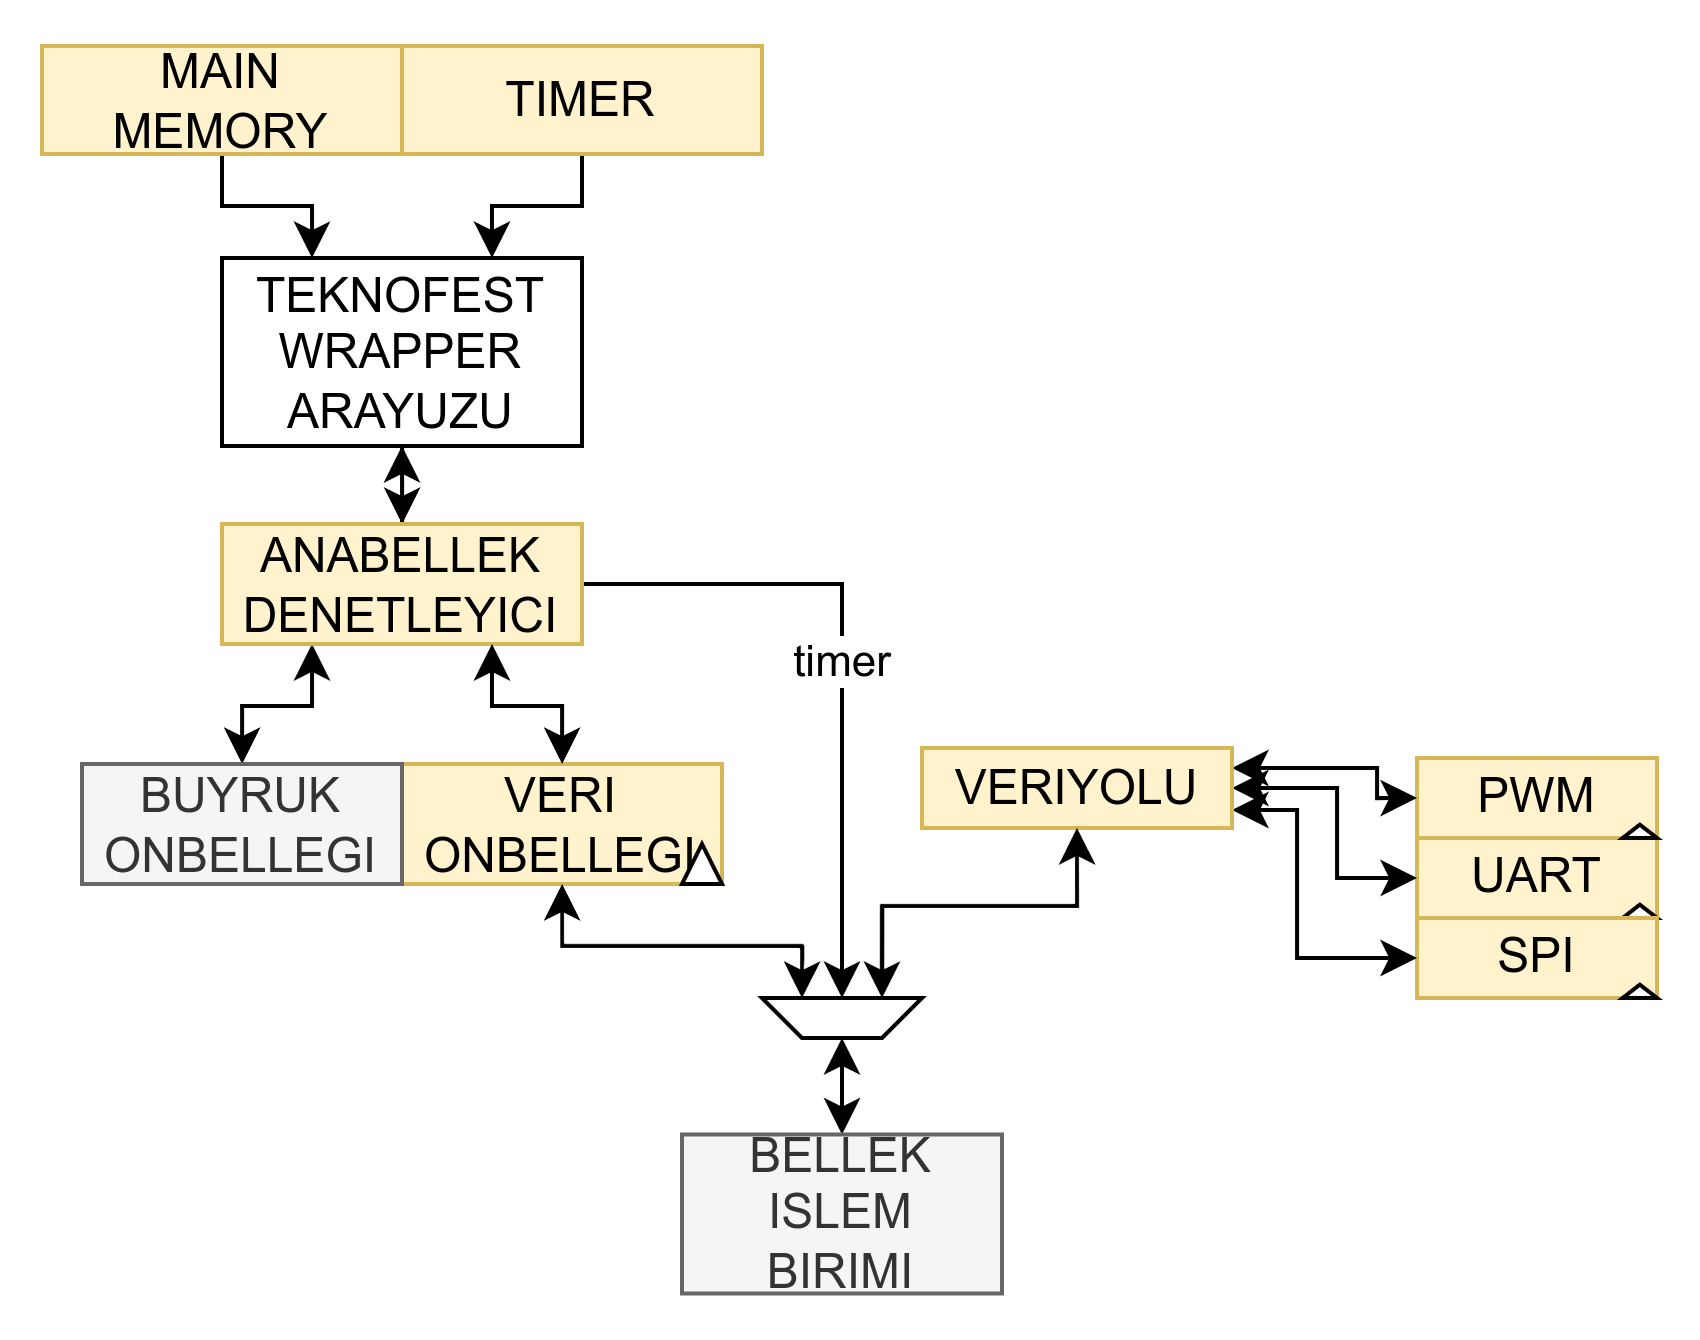 MAIN
MEMORY
TIMER
TEKNOFEST
WRAPPER
ARAYUZU
ANABELLEK
DENETLEYICI
timer
BUYRUK
ONBELLEGI
VERI
ONBELLEGI
VERIYOLU
PWM
UART
SPI
BELLEK
ISLEM
BIRIMI